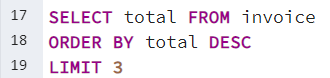 17 SELECT total FROM invoice
18 ORDER BY total DESC
19 LIMIT 3